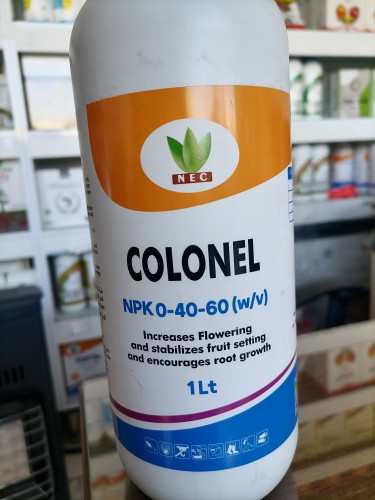 NEC
COLONEL
NPK 0-40-60 (w/v)
Increases Flowering
and stabilizes fruit setting
and encourages root growth
1Lt